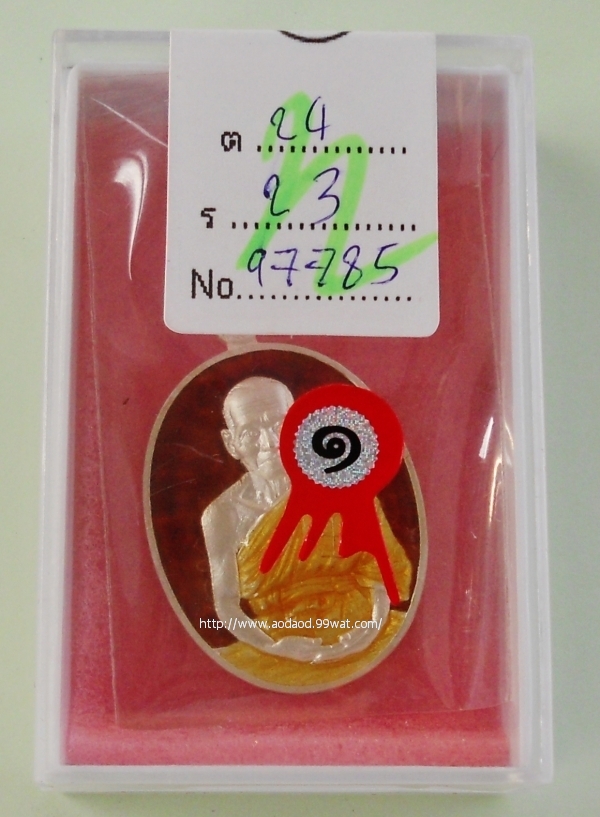 ต 24
ร 23
No. 97785
๑
http://www.aodaod.99wat.com/